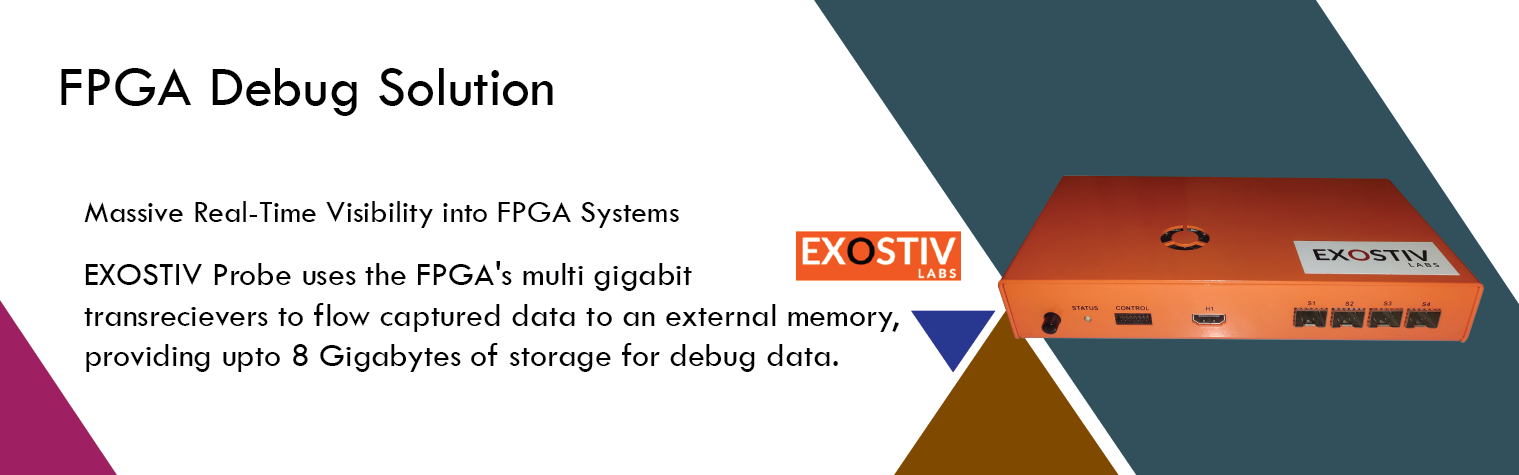 FPGA Debug Solution
Massive Real-Time Visibility into FPGA Systems
EXOSTIV Probe uses the FPGA's multi gigabit
transrecievers to flow captured data to an external memory,
providing upto 8 Gigabytes of storage for debug data.
EXOSTIV
LABS
EXOSTIV
LABS
STATUS
CONTROL
H1
S1
S2
S3
S4